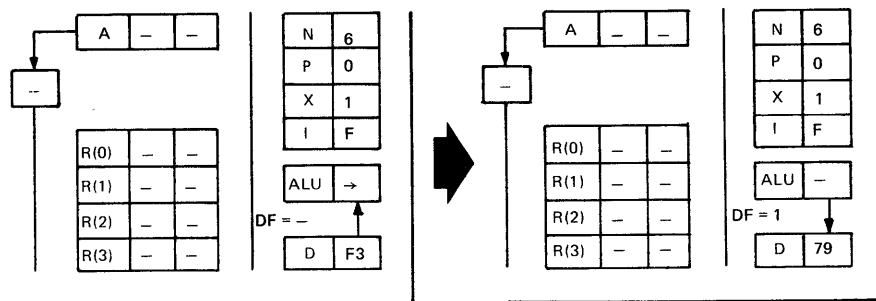 A — —
--
R(0) — —
R(1) — —
R(2) — —
R(3) — —
N 6
P 0
X 1
I F
ALU →
DF = —
D F3
A — —
—
R(0) — —
R(1) — —
R(2) — —
R(3) — —
N 6
P 0
X 1
I F
ALU —
DF = 1
D 79